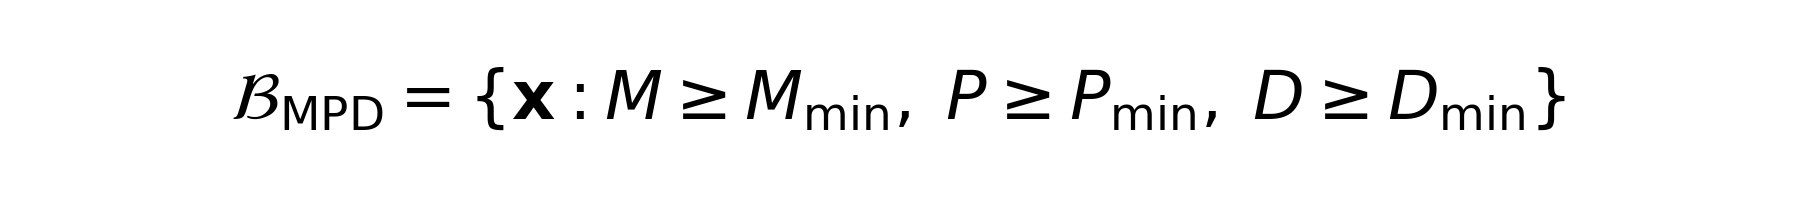 ℬ_MPD = {𝐱 : M ≥ M_min, P ≥ P_min, D ≥ D_min}